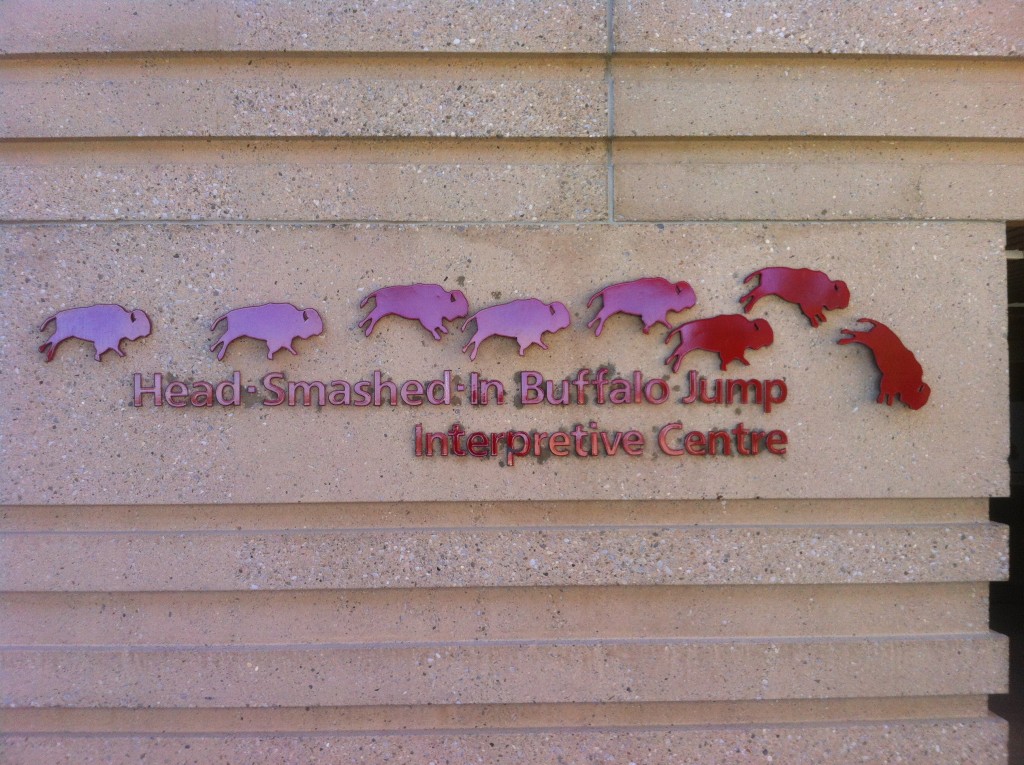 Head-Smashed-In Buffalo Jump
Interpretive Centre